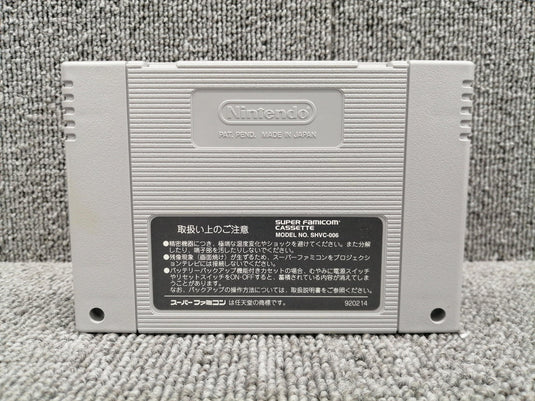 Nintendo
PAT. PEND. MADE IN JAPAN
取扱い上のご注意
SUPER FAMICOM
CASSETTE
MODEL NO. SHVC-006
●精密機器につき、極端な温度変化やショックを避けてください。また分解
したり、端子部を汚したりしないでください。
●残像現象（画面焼け）が生ずるため、スーパーファミコンをプロジェクシ
ョンテレビには接続しないでください。
●バッテリーバックアップ機能付きカセットの場合、むやみに電源スイッチ
やリセットスイッチをON・OFFすると、蓄積されている内容が消えてしま
うことがあります。
なお、バックアップの操作方法については、取扱説明書をご参照ください。
スーパーファミコンは任天堂の商標です。
920214